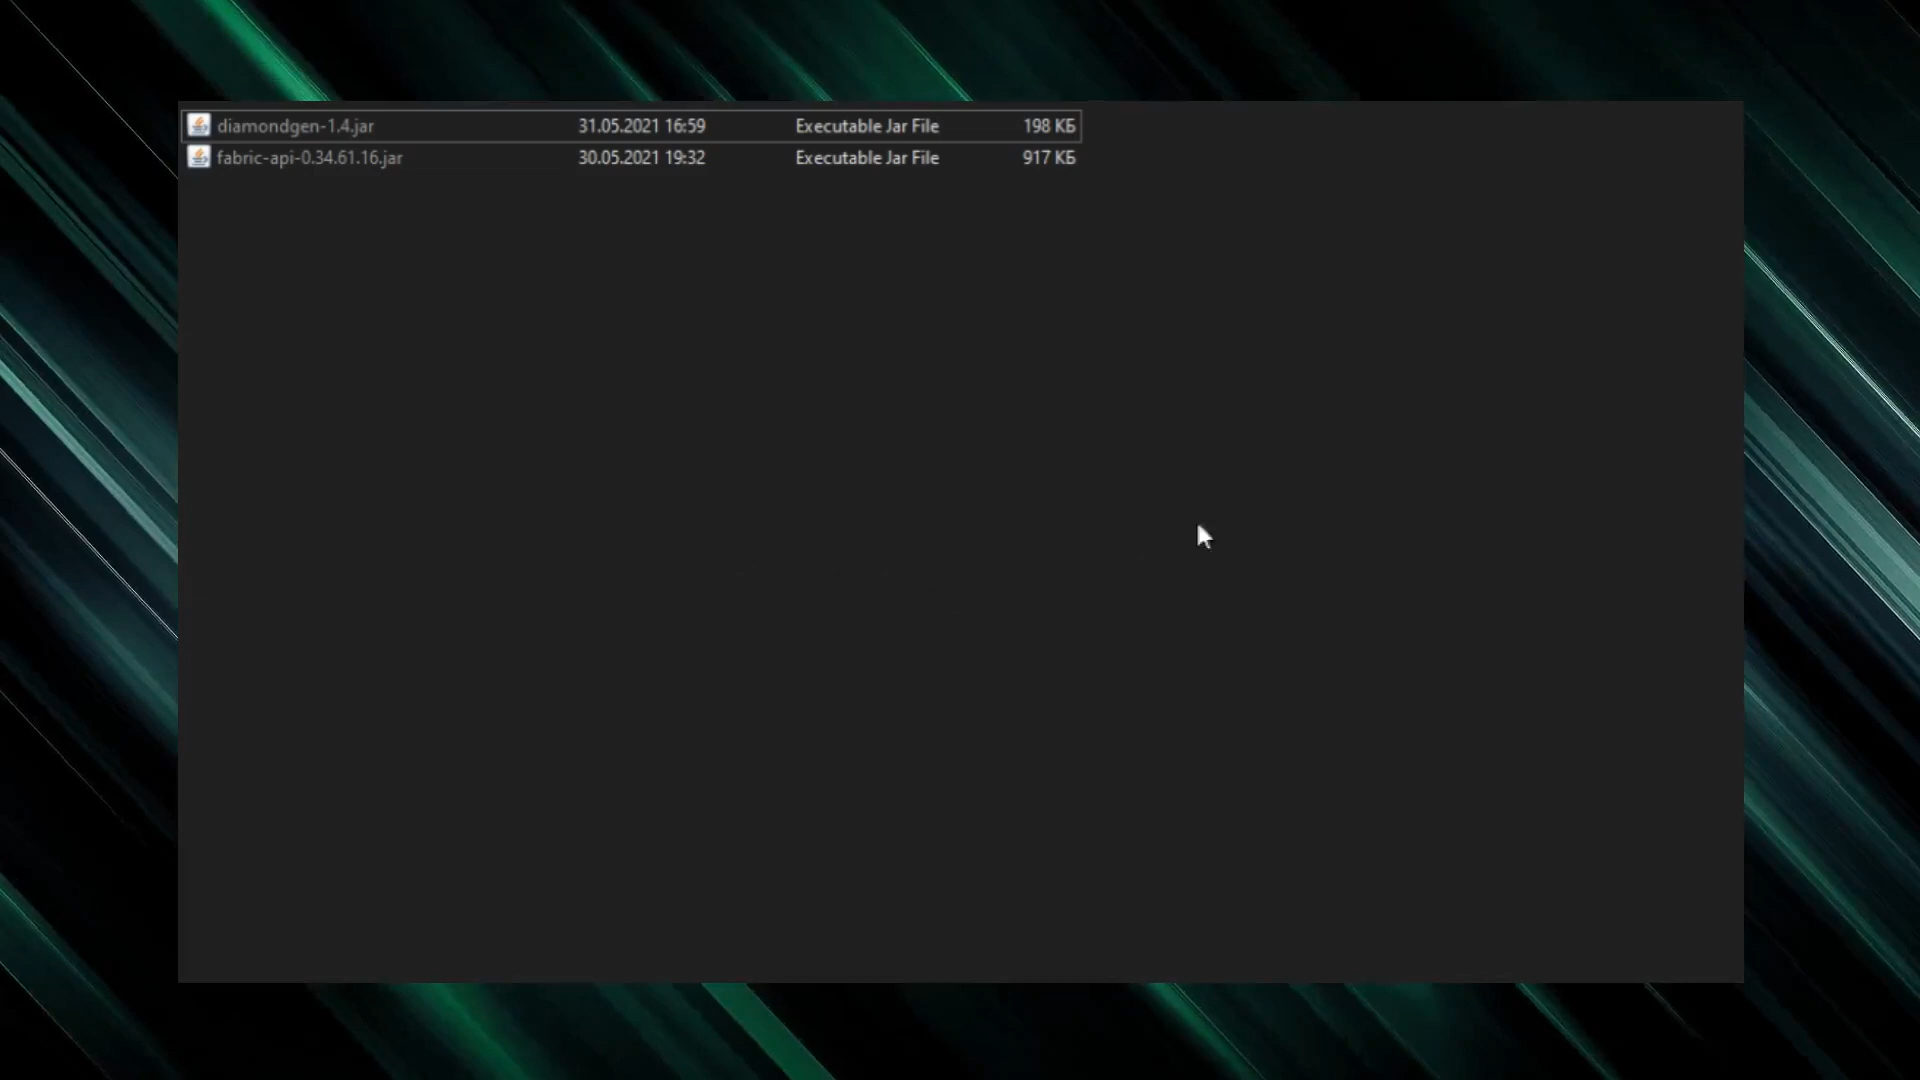 diamondgen-1.4.jar 31.05.2021 16:59 Executable Jar File 198 КБ
fabric-api-0.34.61.16.jar 30.05.2021 19:32 Executable Jar File 917 КБ